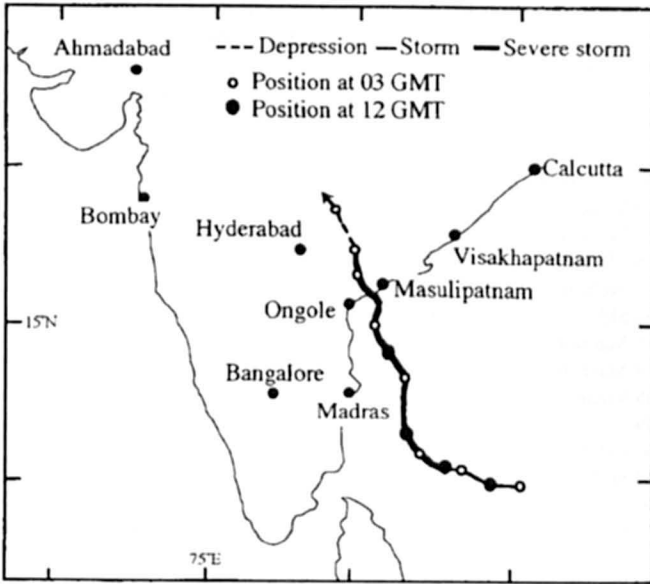 Ahmadabad
--- Depression — Storm — Severe storm
Position at 03 GMT
Position at 12 GMT
Calcutta
Bombay
Hyderabad
Visakhapatnam
Masulipatnam
Ongole
15°N
Bangalore
Madras
75°E